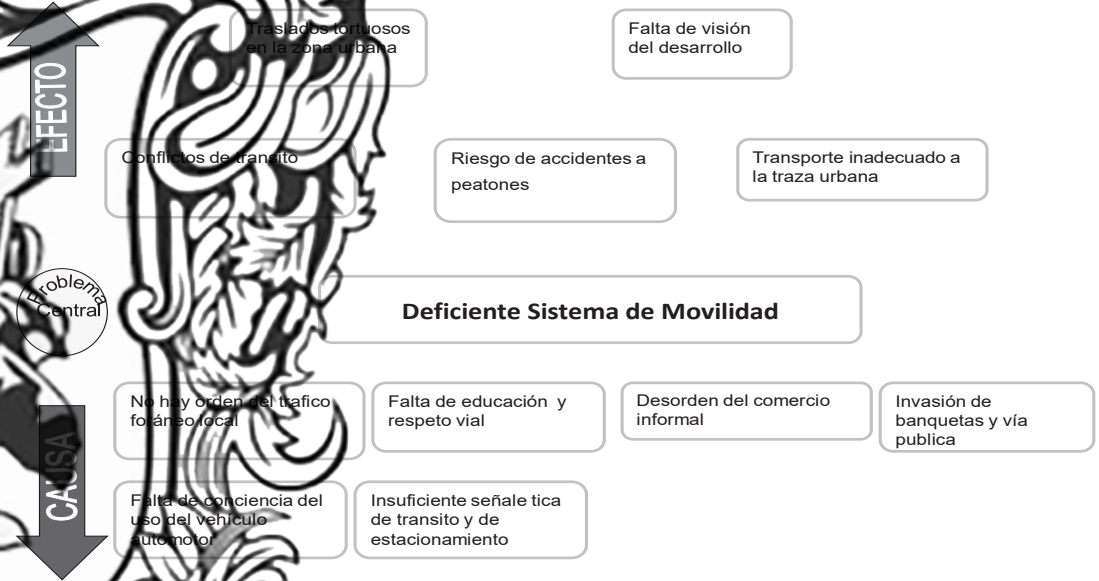 Traslados tortuosos
en la zona urbana
Falta de visión
del desarrollo
EFECTO
Conflictos de transito
Riesgo de accidentes a
peatones
Transporte inadecuado a
la traza urbana
Problema
Central
Deficiente Sistema de Movilidad
No hay orden del trafico
foráneo local
Falta de educación y
respeto vial
Desorden del comercio
informal
Invasión de
banquetas y vía
publica
CAUSA
Falta de conciencia del
uso del vehículo
automotor
Insuficiente señale tica
de transito y de
estacionamiento